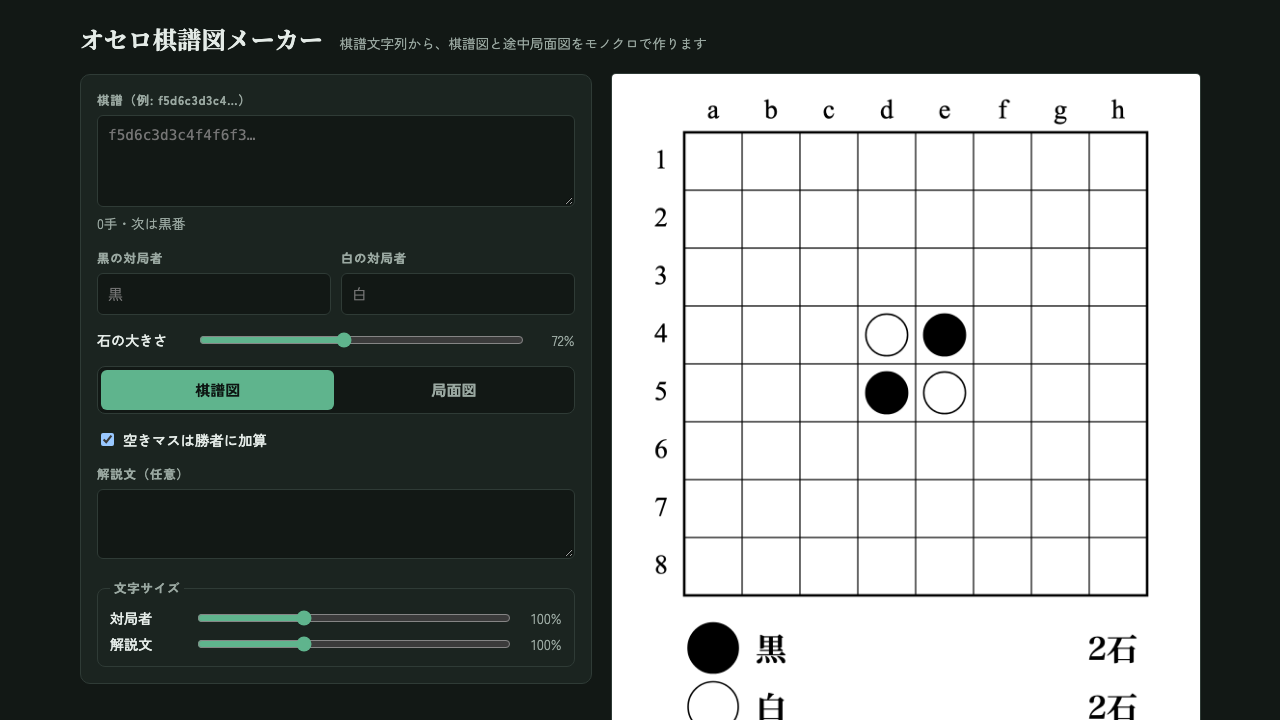 オセロ棋譜図メーカー 棋譜文字列から、棋譜図と途中局面図をモノクロで作ります
棋譜（例: f5d6c3d3c4…）
f5d6c3d3c4f4f6f3…
0手・次は黒番
黒の対局者 白の対局者
黒 白
石の大きさ 72%
棋譜図 局面図
空きマスは勝者に加算
解説文（任意）
文字サイズ
対局者 100%
解説文 100%
a b c d e f g h
1
2
3
4
5
6
7
8
黒 2石
白 2石